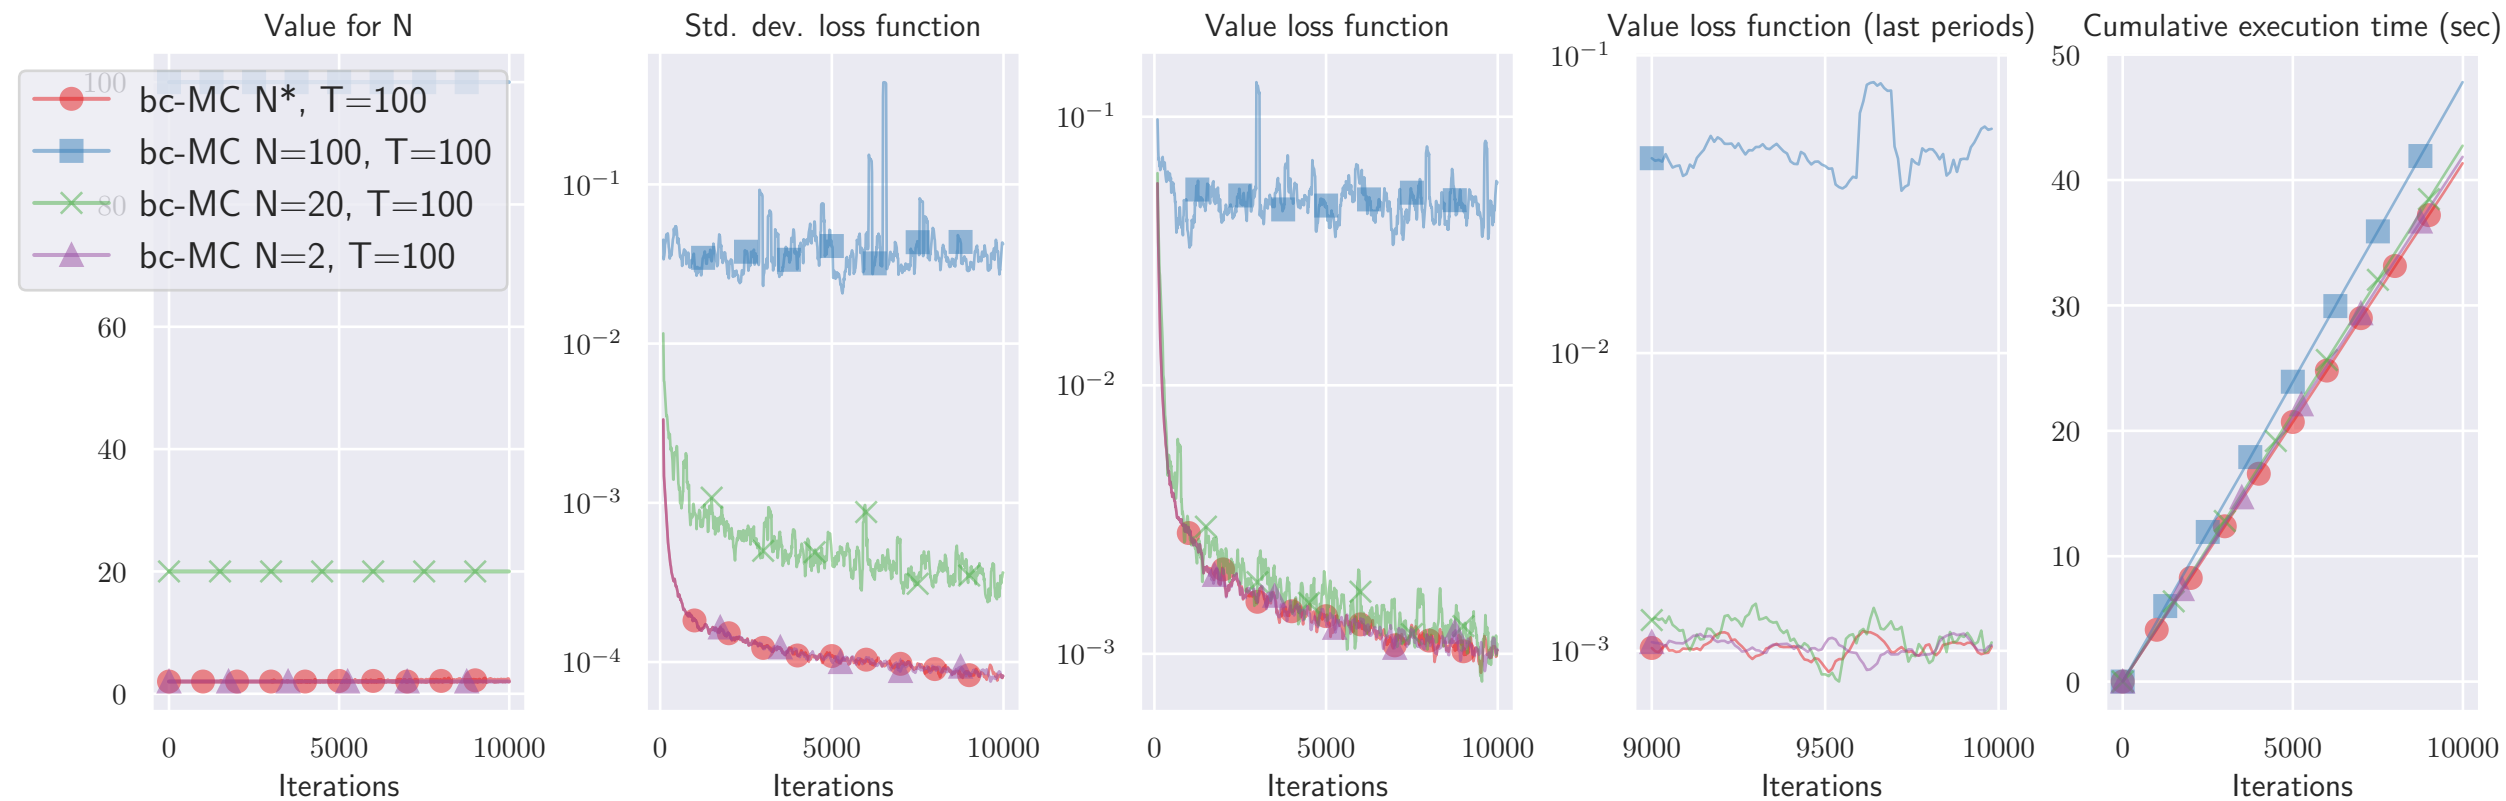 Value for N
100
80
60
40
20
0
0 5000 10000
Iterations
bc-MC N*, T=100
bc-MC N=100, T=100
bc-MC N=20, T=100
bc-MC N=2, T=100
Std. dev. loss function
10⁻¹
10⁻²
10⁻³
10⁻⁴
0 5000 10000
Iterations
Value loss function
10⁻¹
10⁻²
10⁻³
0 5000 10000
Iterations
Value loss function (last periods)
10⁻¹
10⁻²
10⁻³
9000 9500 10000
Iterations
Cumulative execution time (sec)
50
40
30
20
10
0
0 5000 10000
Iterations